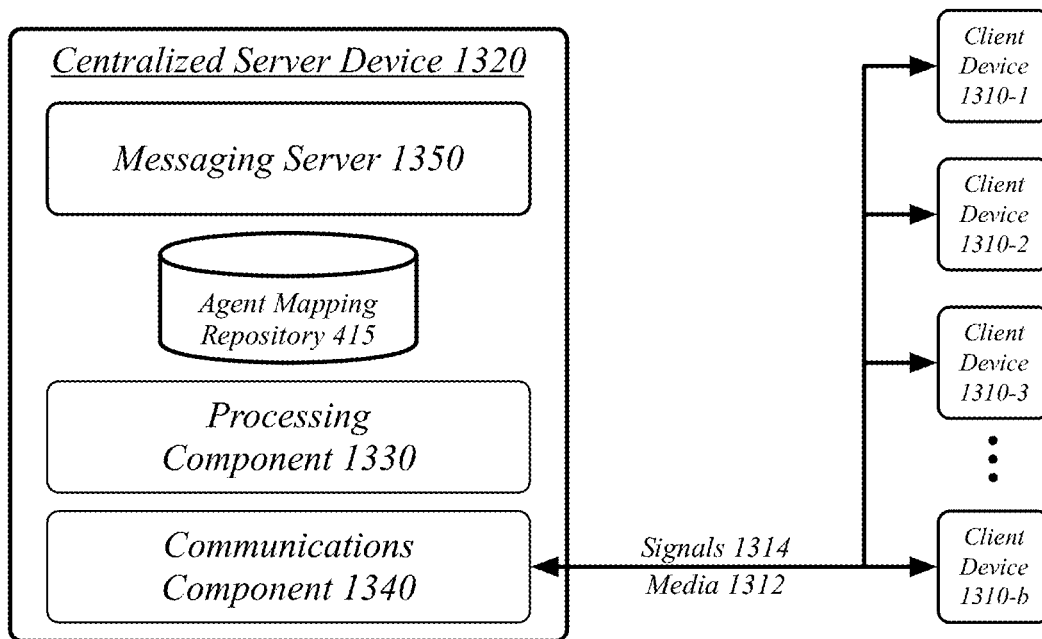 Centralized Server Device 1320
Messaging Server 1350
Agent Mapping
Repository 415
Processing
Component 1330
Communications
Component 1340
Signals 1314
Media 1312
Client
Device
1310-1
Client
Device
1310-2
Client
Device
1310-3
Client
Device
1310-b